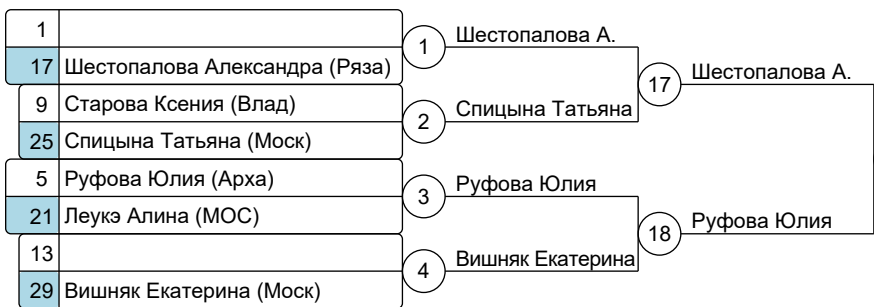 1
17 Шестопалова Александра (Ряза)
9 Старова Ксения (Влад)
25 Спицына Татьяна (Моск)
5 Руфова Юлия (Арха)
21 Леукэ Алина (МОС)
13
29 Вишняк Екатерина (Моск)
1 Шестопалова А.
2 Спицына Татьяна
3 Руфова Юлия
4 Вишняк Екатерина
17 Шестопалова А.
18 Руфова Юлия